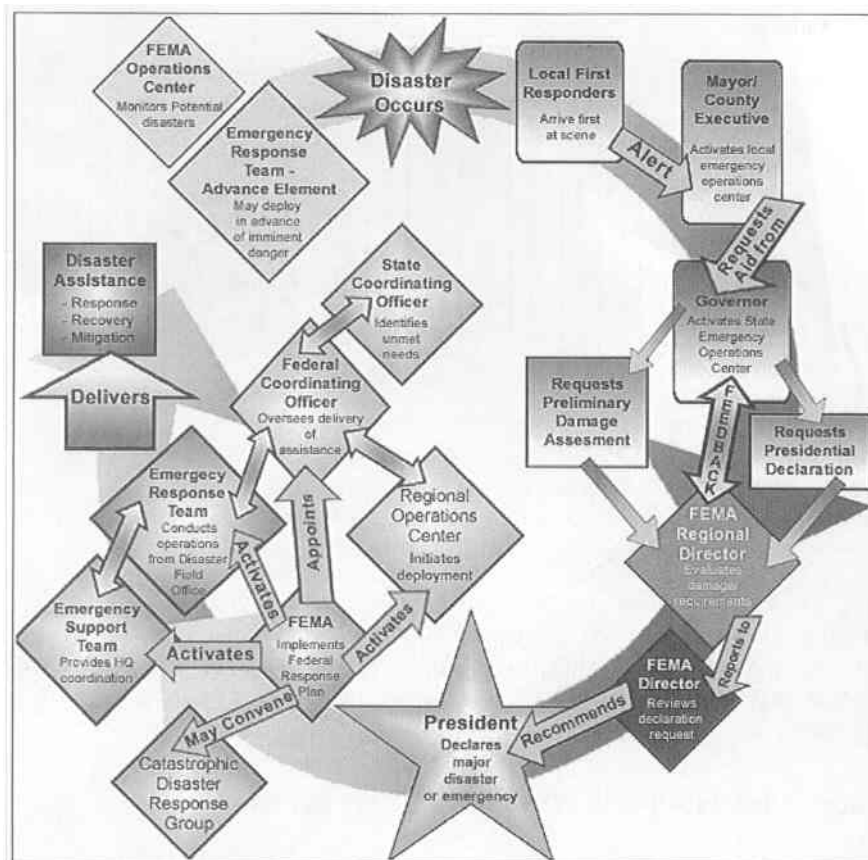 FEMA
Operations
Center
Monitors Potential
disasters
Emergency
Response
Team -
Advance Element
May deploy
in advance
of imminent
danger
Disaster
Occurs
Local First
Responders
Arrive first
at scene
Alert
Mayor/
County
Executive
Activates local
emergency
operations
center
Requests
Aid from
Governor
Activates State
Emergency
Operations
Center
Requests
Preliminary
Damage
Assesment
FEEDBACK
Requests
Presidential
Declaration
FEMA
Regional
Director
Evaluates
damage
requirements
Reports to
FEMA
Director
Reviews
declaration
request
Recommends
President
Declares
major
disaster
or emergency
FEMA
Implements
Federal
Response
Plan
May Convene
Catastrophic
Disaster
Response
Group
Activates
Emergency
Support
Team
Provides HQ
coordination
Activates
Emergecy
Response
Team
Conducts
operations
from Disaster
Field
Office
Appoints
Federal
Coordinating
Officer
Oversees delivery
of
assistance
Activates
Regional
Operations
Center
Initiates
deployment
State
Coordinating
Officer
Identifies
unmet
needs
Delivers
Disaster
Assistance
- Response
- Recovery
- Mitigation